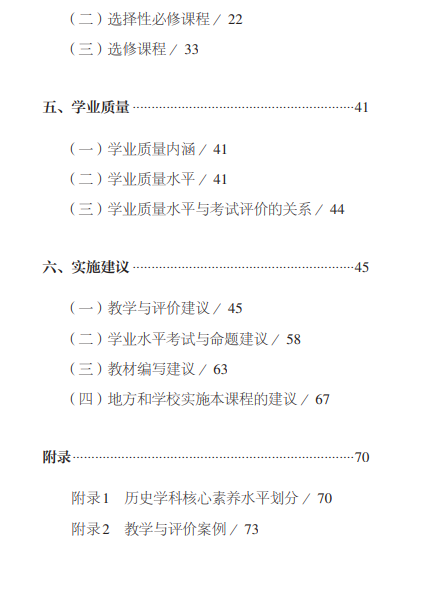 （二）选择性必修课程／ 22
（三）选修课程／ 33
五、学业质量····························································41
（一）学业质量内涵／ 41
（二）学业质量水平／ 41
（三）学业质量水平与考试评价的关系／ 44
六、实施建议····························································45
（一）教学与评价建议／ 45
（二）学业水平考试与命题建议／ 58
（三）教材编写建议／ 63
（四）地方和学校实施本课程的建议／ 67
附录············································································70
附录1　历史学科核心素养水平划分／ 70
附录2　教学与评价案例／ 73